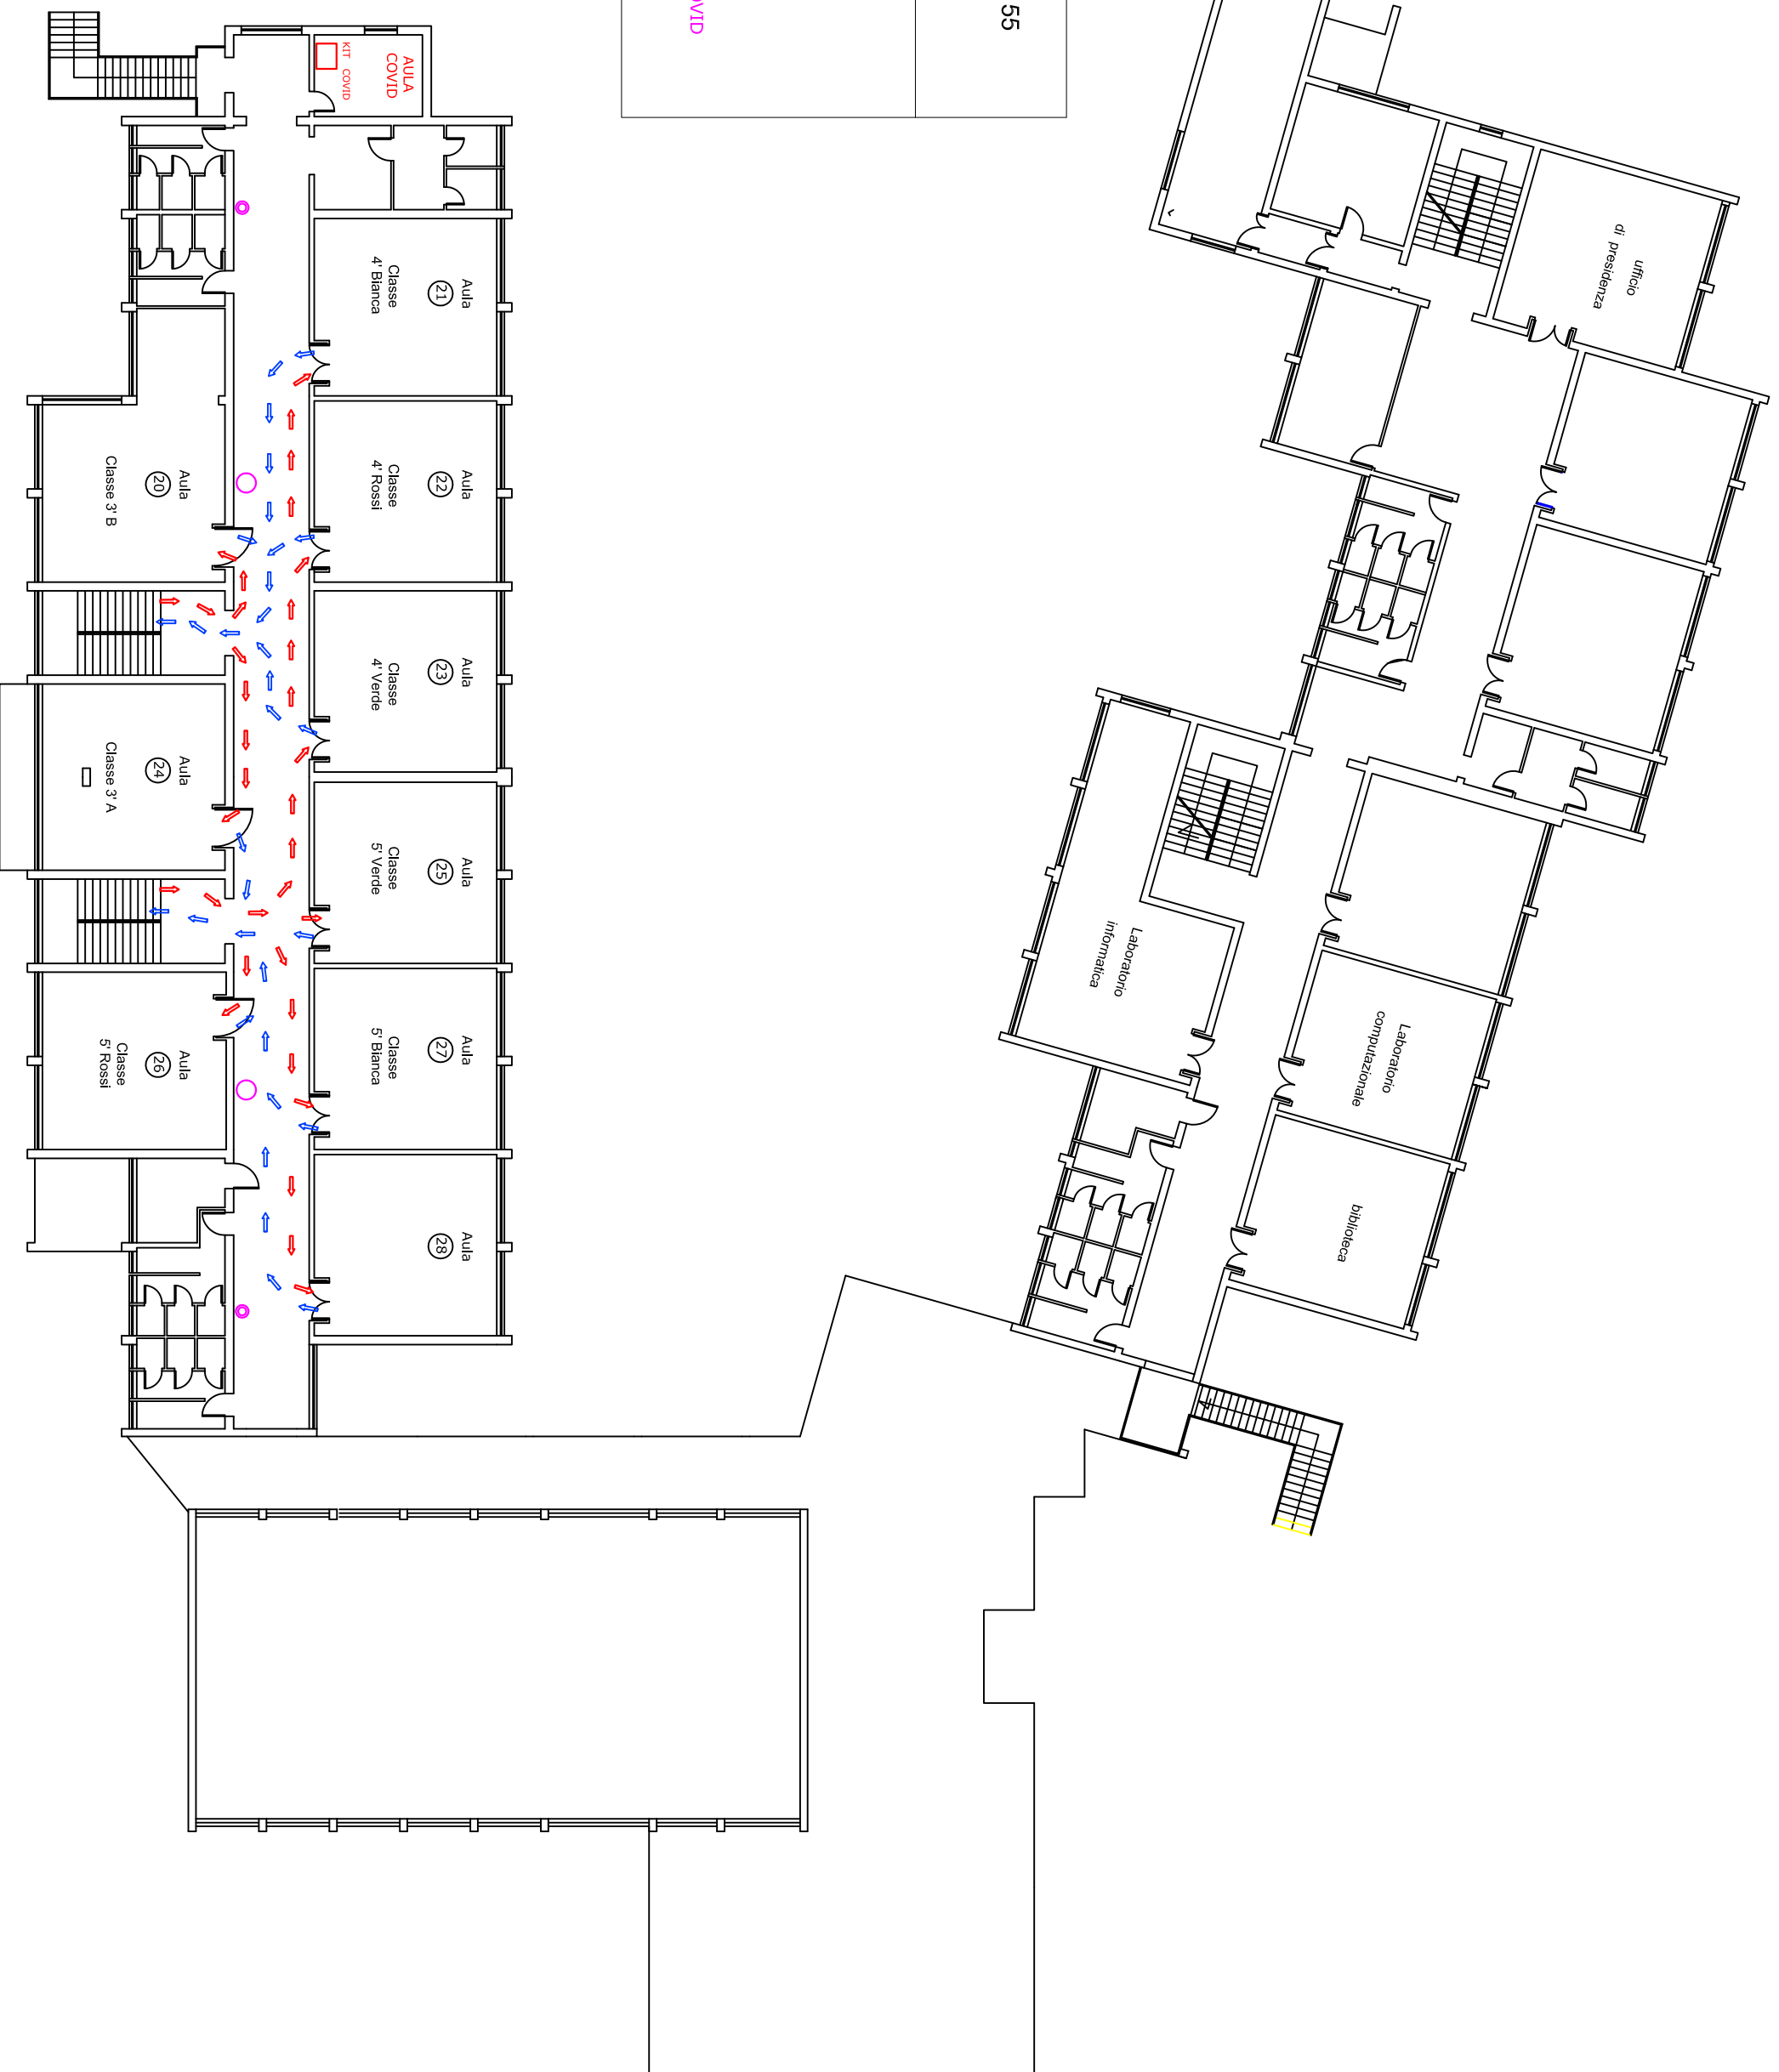 55
OVID
AULA
COVID
KIT COVID
Aula
21
Classe
4' Bianca
Aula
22
Classe
4' Rossi
Aula
23
Classe
4' Verde
Aula
25
Classe
5' Verde
Aula
27
Classe
5' Bianca
Aula
28
Aula
20
Classe 3' B
Aula
24
Classe 3' A
Aula
26
Classe
5' Rossi
ufficio
di presidenza
Laboratorio
informatica
Laboratorio
computazionale
biblioteca